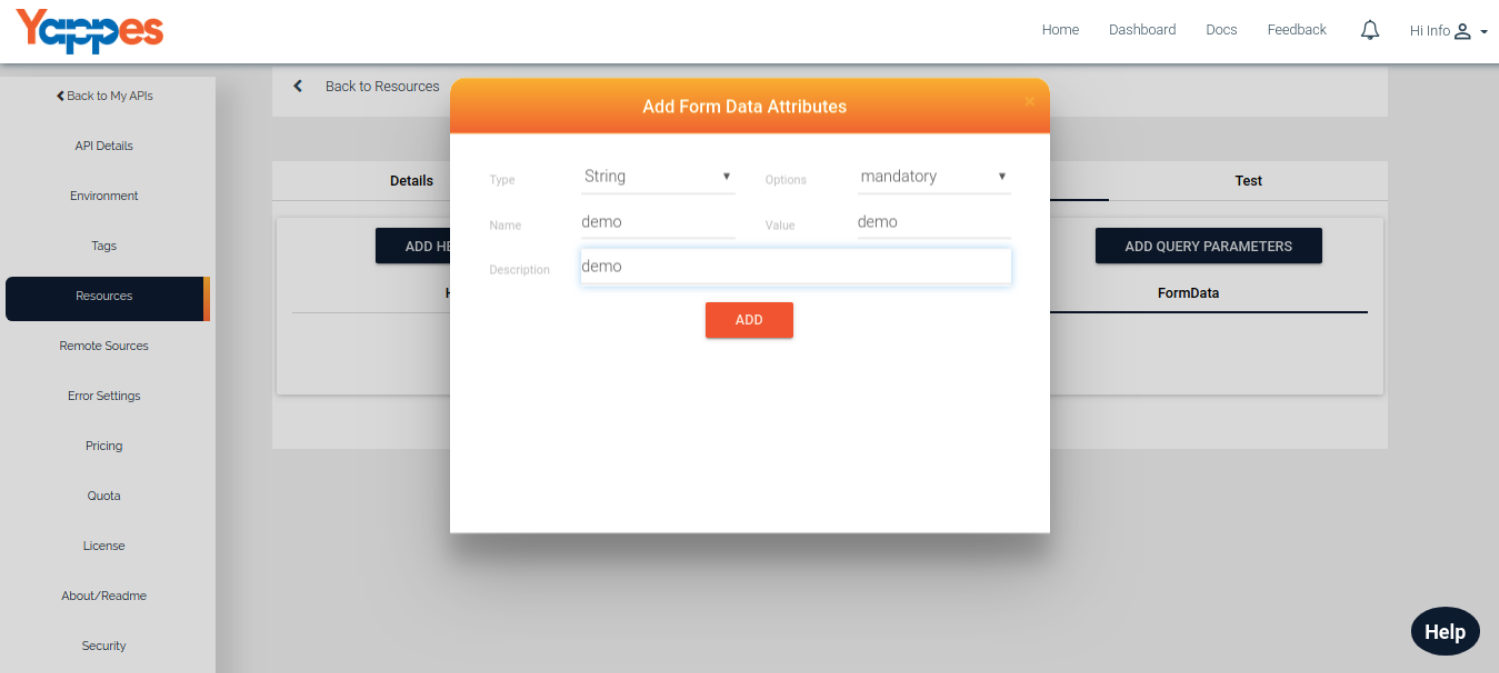 Yappes
Home Dashboard Docs Feedback Hi Info
Back to My APIs
API Details
Environment
Tags
Resources
Remote Sources
Error Settings
Pricing
Quota
License
About/Readme
Security
Back to Resources
Details Test
ADD HE
ADD QUERY PARAMETERS
H
FormData
Add Form Data Attributes ×
Type String Options mandatory
Name demo Value demo
Description demo
ADD
Help